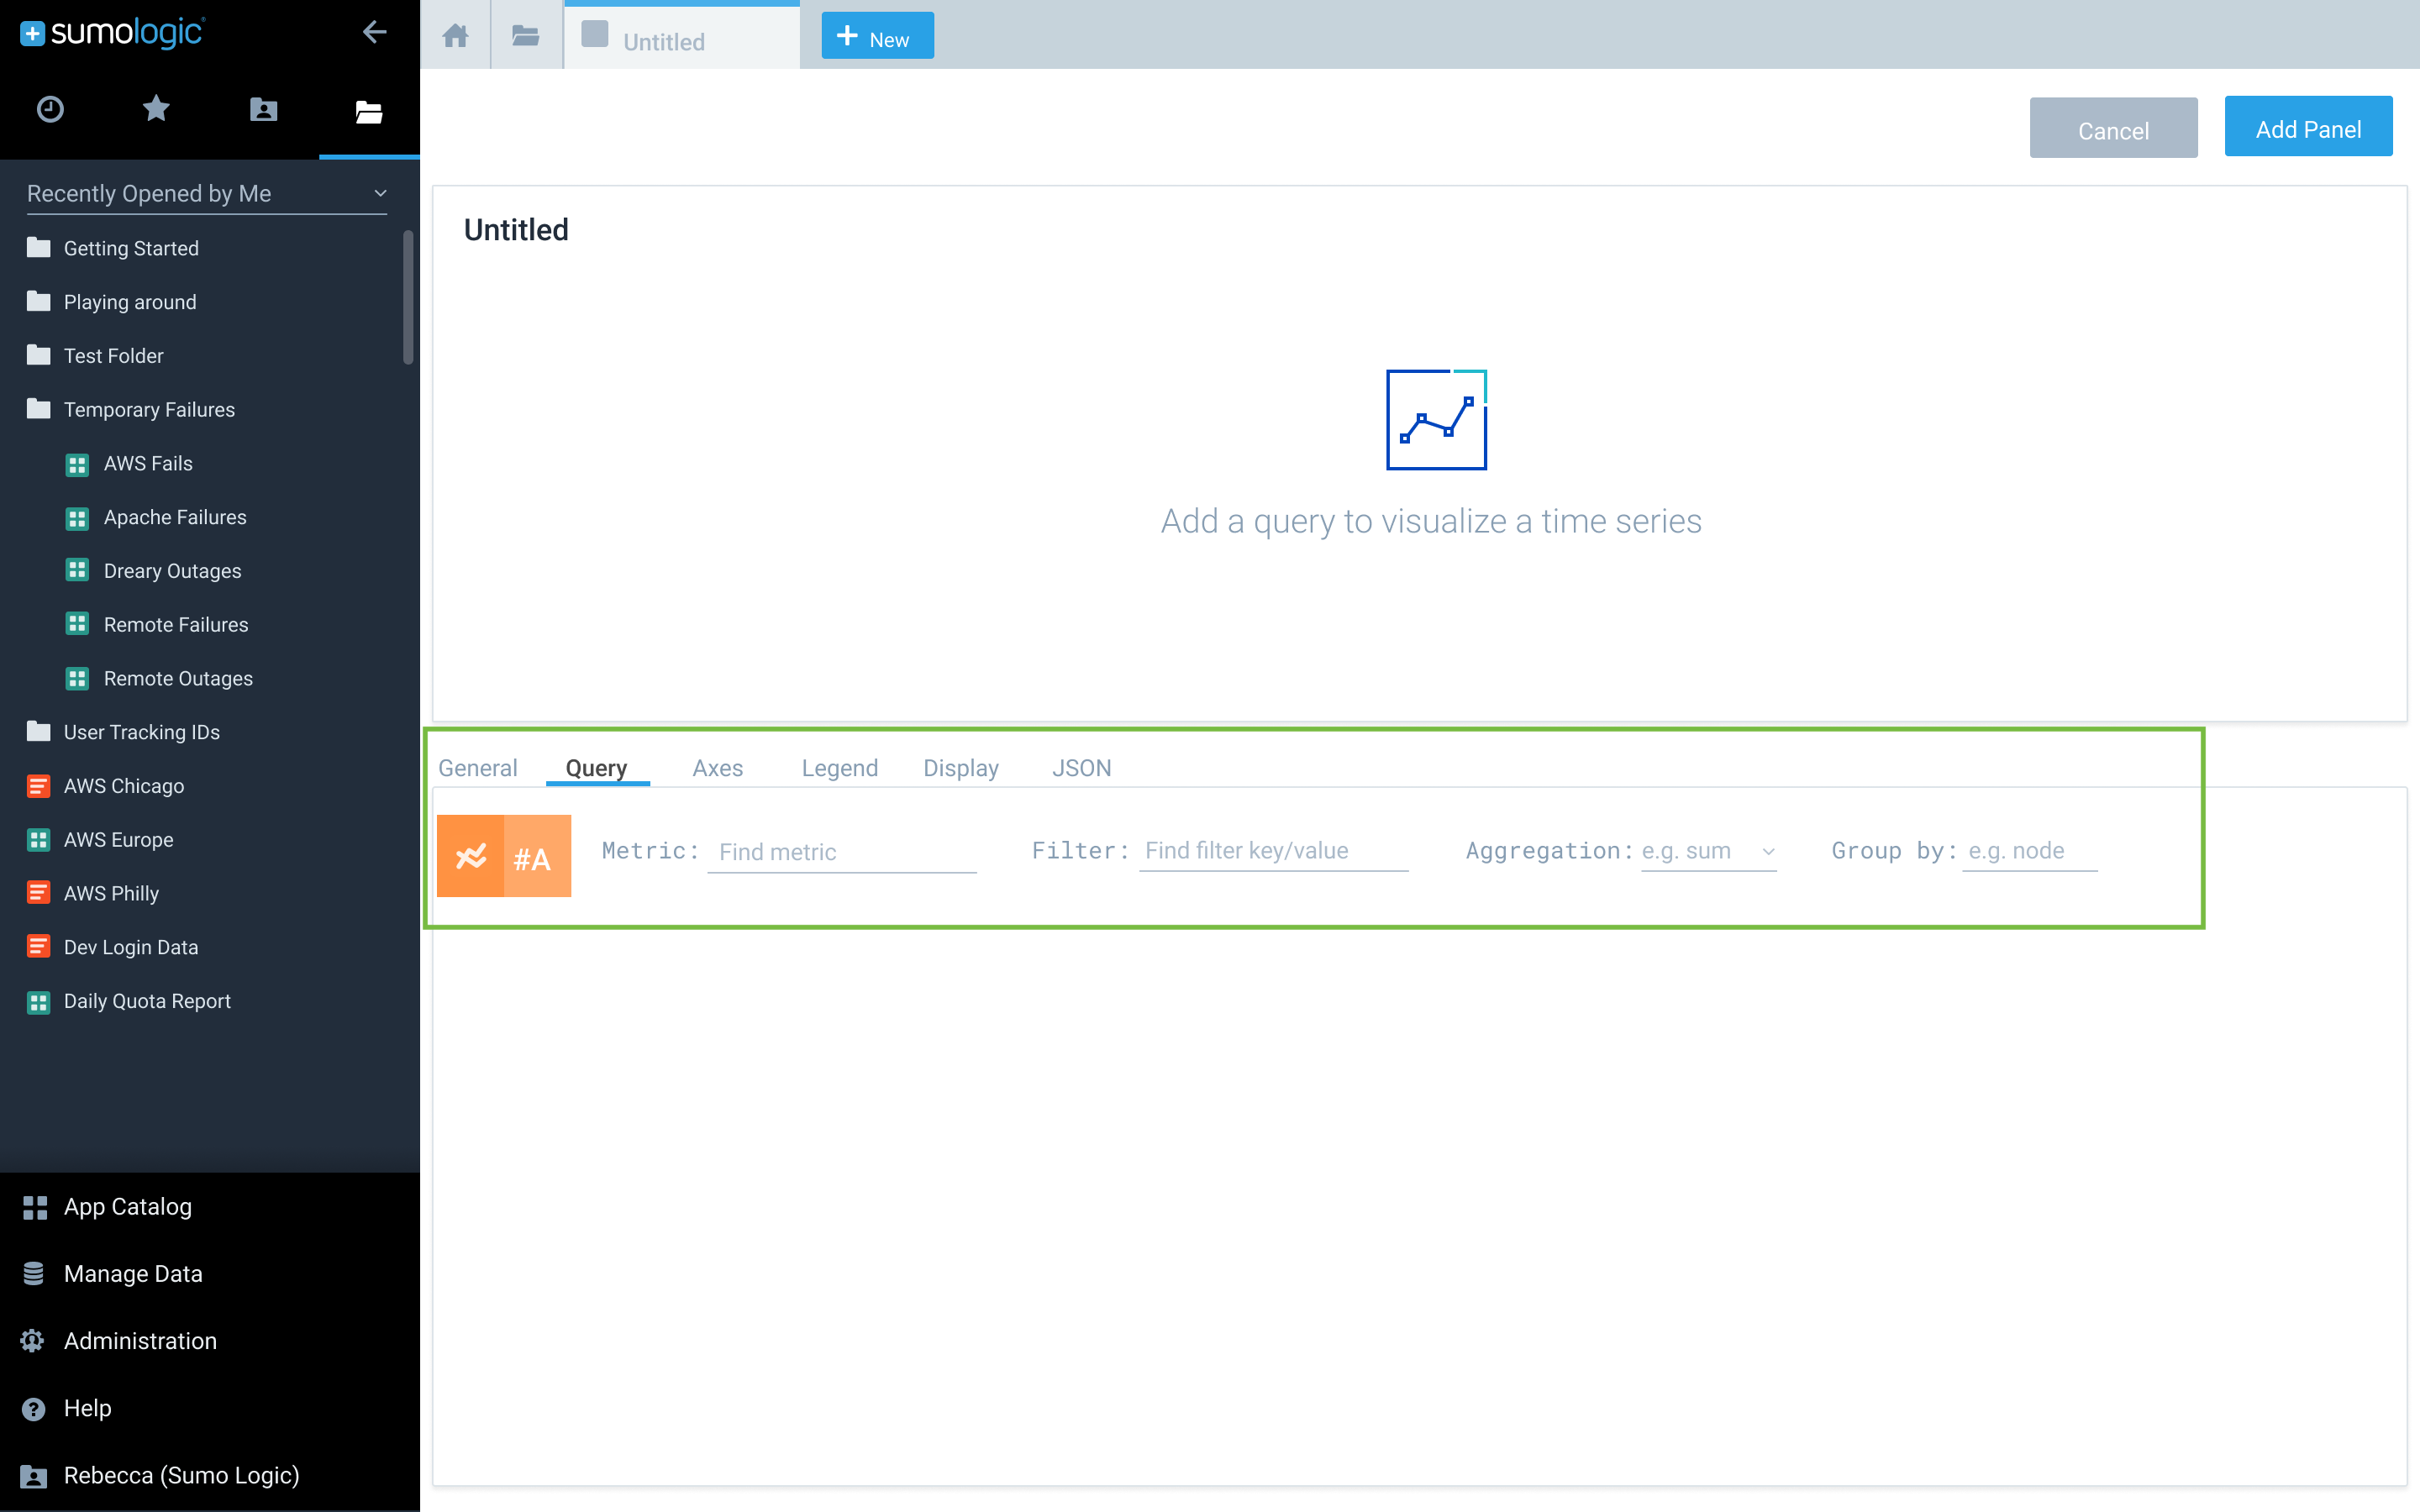 sumologic
Untitled
New
Cancel
Add Panel
Recently Opened by Me
Getting Started
Playing around
Test Folder
Temporary Failures
AWS Fails
Apache Failures
Dreary Outages
Remote Failures
Remote Outages
User Tracking IDs
AWS Chicago
AWS Europe
AWS Philly
Dev Login Data
Daily Quota Report
App Catalog
Manage Data
Administration
Help
Rebecca (Sumo Logic)
Untitled
Add a query to visualize a time series
General Query Axes Legend Display JSON
#A Metric: Find metric Filter: Find filter key/value Aggregation: e.g. sum Group by: e.g. node